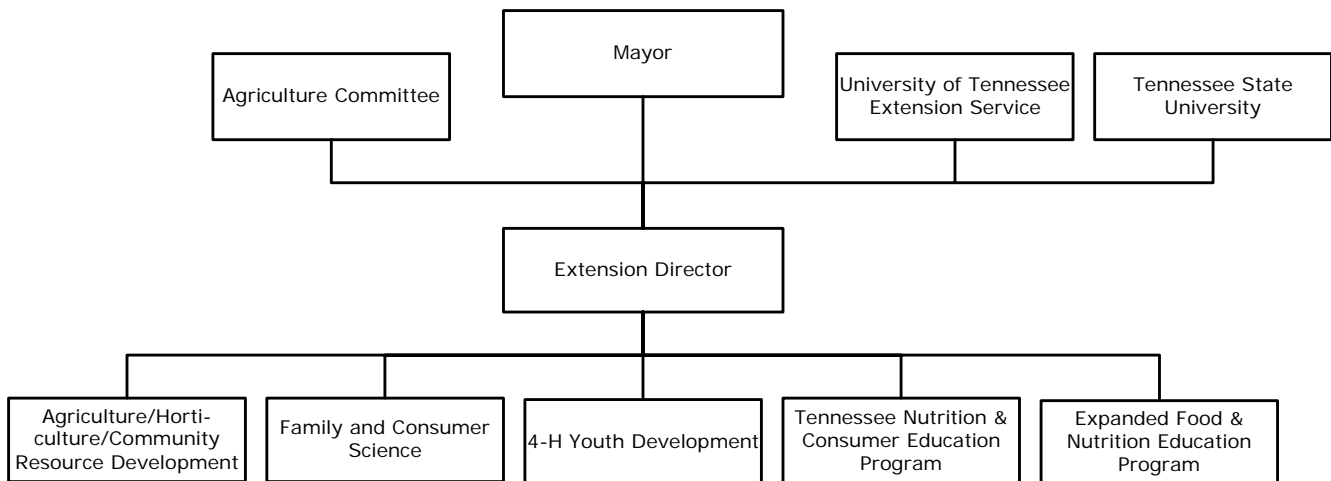 Mayor
Agriculture Committee
University of Tennessee
Extension Service
Tennessee State
University
Extension Director
Agriculture/Horti-
culture/Community
Resource Development
Family and Consumer
Science
4-H Youth Development
Tennessee Nutrition &
Consumer Education
Program
Expanded Food &
Nutrition Education
Program